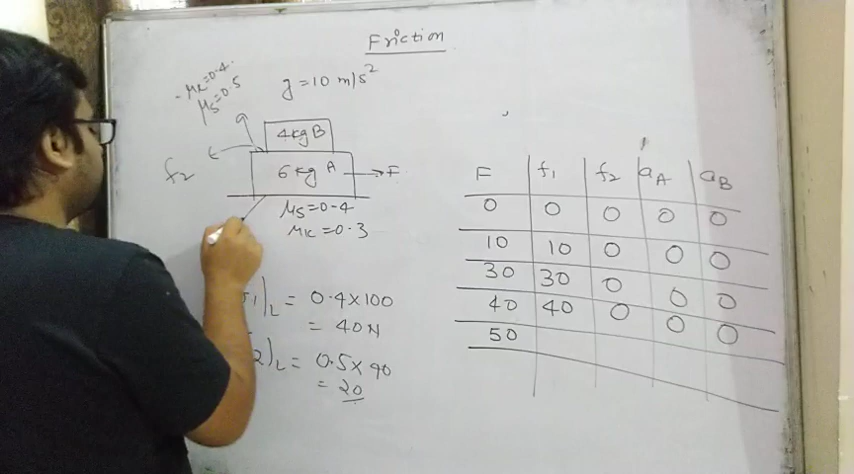 Friction
μk=0.4
μs=0.5
g=10 m/s²
4kg B
f2
6kg A → F
μs=0.4
μk=0.3
)L = 0.4×100
= 40N
2)L = 0.5×40
= 20
F f1 f2 aA aB
0 0 0 0 0
10 10 0 0 0
30 30 0 0 0
40 40 0 0 0
50